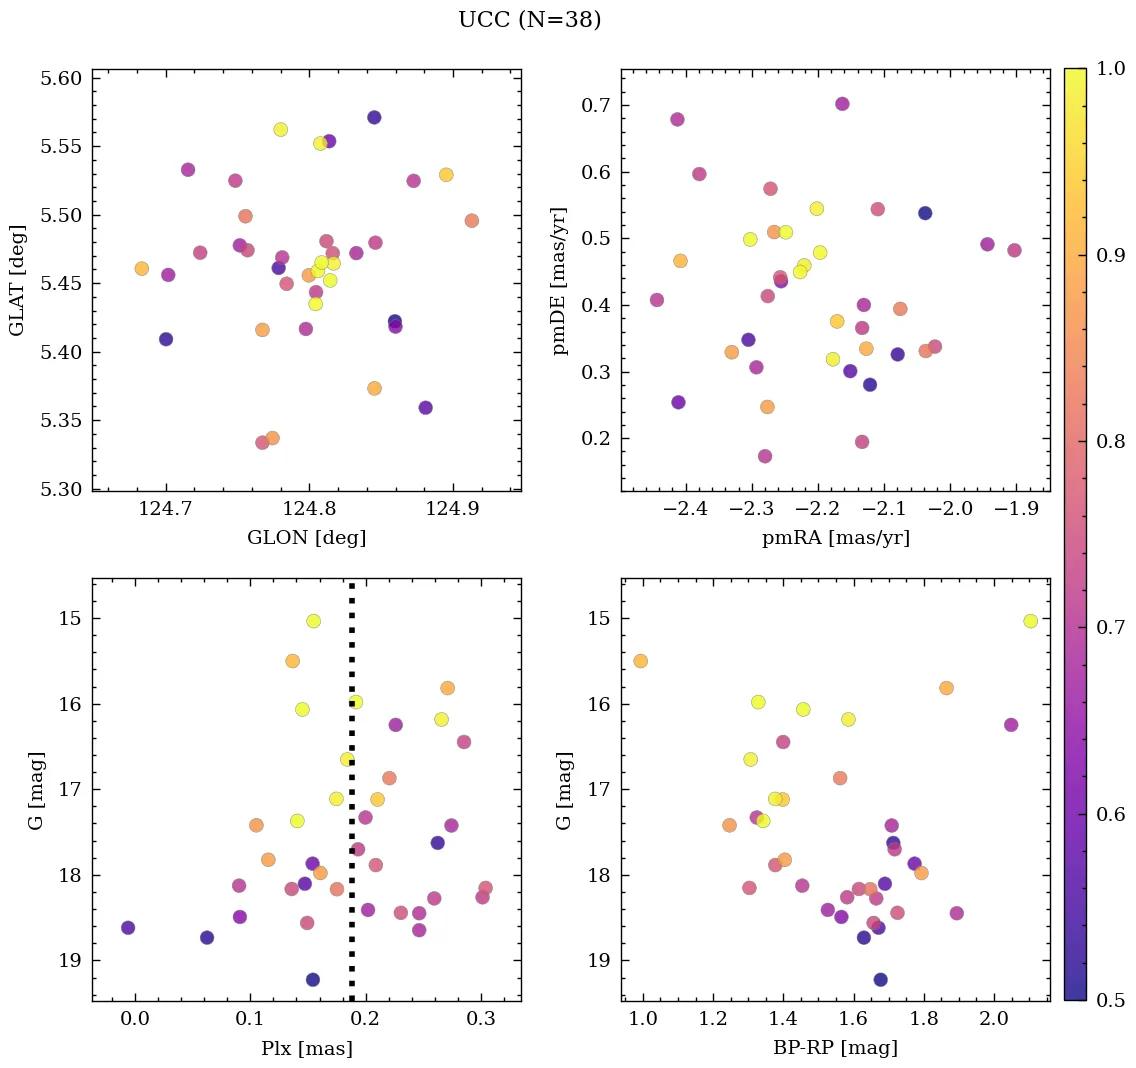 UCC (N=38)
5.60
5.55
5.50
5.45
5.40
5.35
5.30
GLAT [deg]
124.7 124.8 124.9
GLON [deg]
0.7
0.6
0.5
0.4
0.3
0.2
pmDE [mas/yr]
−2.4 −2.3 −2.2 −2.1 −2.0 −1.9
pmRA [mas/yr]
15
16
17
18
19
G [mag]
0.0 0.1 0.2 0.3
Plx [mas]
15
16
17
18
19
G [mag]
1.0 1.2 1.4 1.6 1.8 2.0
BP-RP [mag]
1.0
0.9
0.8
0.7
0.6
0.5